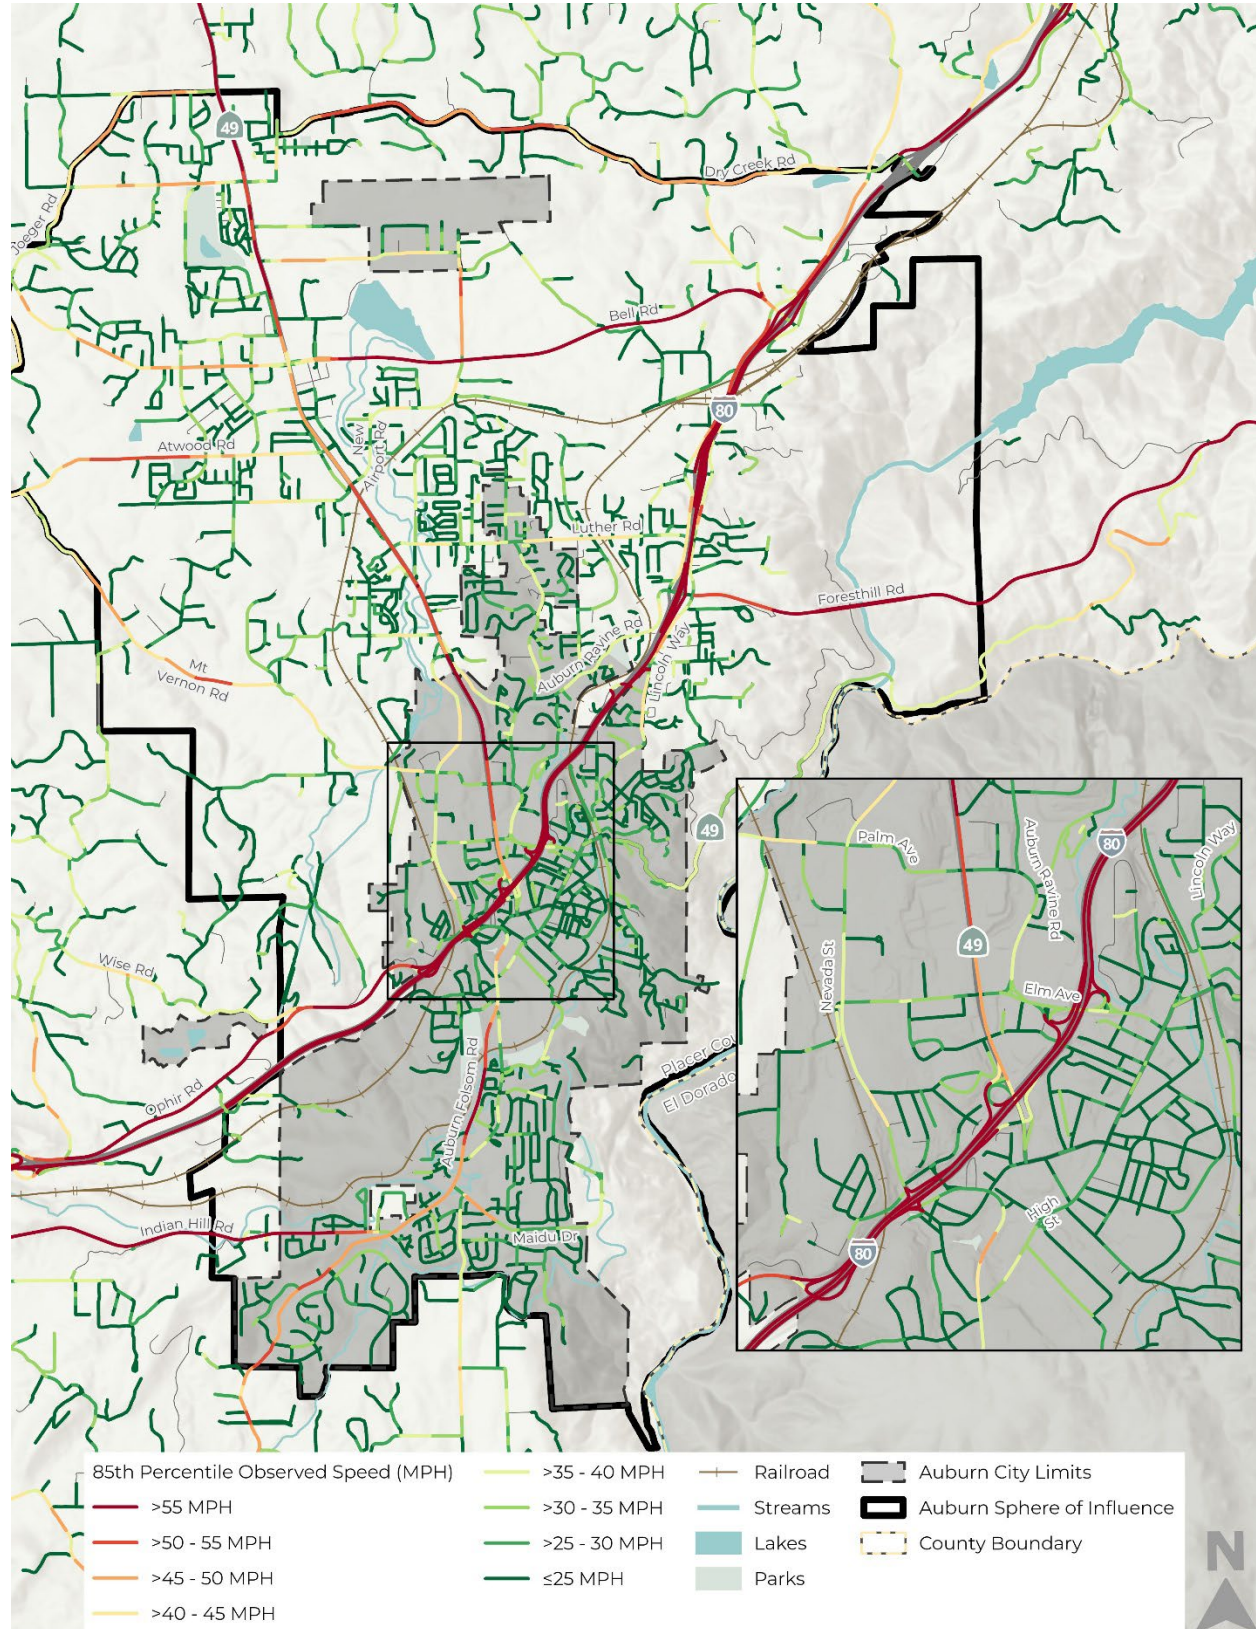 49
Dry Creek Rd
Joeger Rd
Bell Rd
80
New
Airport Rd
Atwood Rd
Luther Rd
Foresthill Rd
Auburn Ravine Rd
Lincoln Way
Mt
Vernon Rd
49
Wise Rd
Ophir Rd
Auburn Folsom Rd
Placer Cou
El Dorado
Indian Hill Rd
Maidu Dr
Palm Ave
Auburn Ravine Rd
80
Lincoln Way
49
Nevada St
Elm Ave
High
St
80
85th Percentile Observed Speed (MPH)
>55 MPH
>50 - 55 MPH
>45 - 50 MPH
>40 - 45 MPH
>35 - 40 MPH
>30 - 35 MPH
>25 - 30 MPH
≤25 MPH
Railroad
Streams
Lakes
Parks
Auburn City Limits
Auburn Sphere of Influence
County Boundary
N